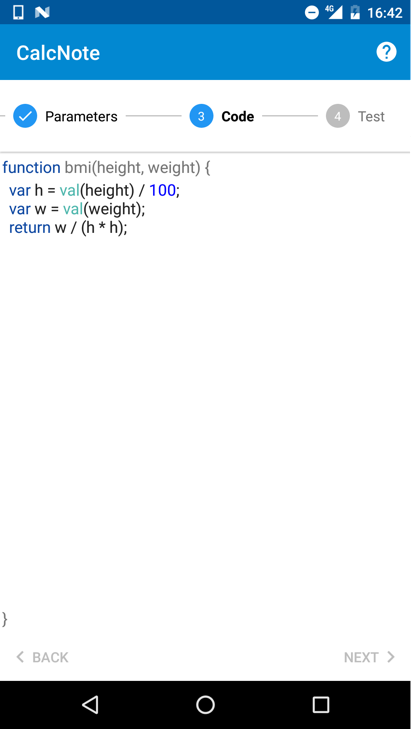 4G 16:42
CalcNote
Parameters 3 Code 4 Test
function bmi(height, weight) {
var h = val(height) / 100;
var w = val(weight);
return w / (h * h);
}
BACK NEXT